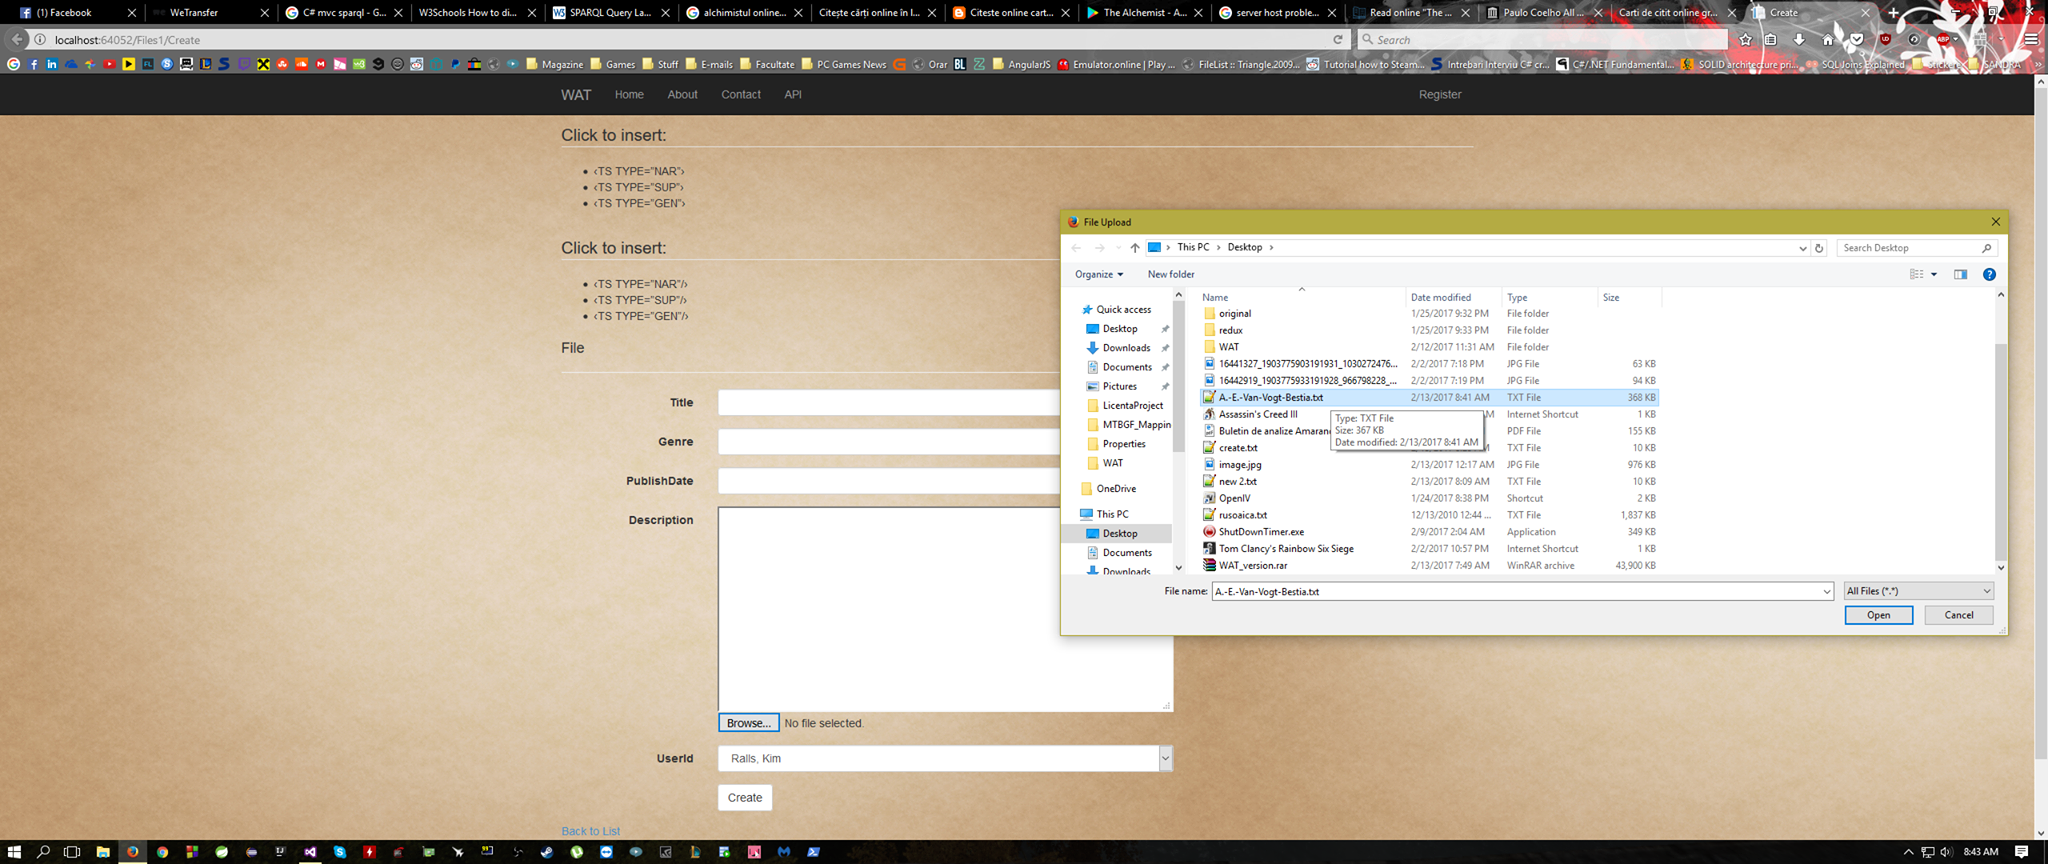 (1) Facebook
WeTransfer
C# mvc sparql - G...
W3Schools How to di...
SPARQL Query La...
alchimistul online...
Citește cărți online în l...
Citeste online cart...
The Alchemist - A...
server host proble...
Read online "The ...
Paulo Coelho All ...
Carti de citit online gr...
Create
localhost:64052/Files1/Create
Search
Magazine
Games
Stuff
E-mails
Facultate
PC Games News
Orar
AngularJS
Emulator.online | Play ...
FileList :: Triangle.2009...
Tutorial how to Steam...
Intrebari Interviu C# cr...
C#/.NET Fundamental...
SOLID architecture pri...
SQL Joins Explained
Stickere
SANDRA
WAT
Home
About
Contact
API
Register
Click to insert:
‹TS TYPE="NAR"›
‹TS TYPE="SUP"›
‹TS TYPE="GEN"›
Click to insert:
‹TS TYPE="NAR"/›
‹TS TYPE="SUP"/›
‹TS TYPE="GEN"/›
File
Title
Genre
PublishDate
Description
Browse... No file selected.
UserId
Ralls, Kim
Create
Back to List
File Upload
This PC › Desktop ›
Search Desktop
Organize
New folder
Quick access
Desktop
Downloads
Documents
Pictures
LicentaProject
MTBGF_Mappin
Properties
WAT
OneDrive
This PC
Desktop
Documents
Downloads
Name Date modified Type Size
original 1/25/2017 9:32 PM File folder
redux 1/25/2017 9:33 PM File folder
WAT 2/12/2017 11:31 AM File folder
16441327_1903775903191931_1030272476... 2/2/2017 7:18 PM JPG File 63 KB
16442919_1903775933191928_966798228_... 2/2/2017 7:19 PM JPG File 94 KB
A.-E.-Van-Vogt-Bestia.txt 2/13/2017 8:41 AM TXT File 368 KB
Assassin's Creed III Internet Shortcut 1 KB
Buletin de analize Amaran PDF File 155 KB
create.txt TXT File 10 KB
image.jpg 2/13/2017 12:17 AM JPG File 976 KB
new 2.txt 2/13/2017 8:09 AM TXT File 10 KB
OpenIV 1/24/2017 8:38 PM Shortcut 2 KB
rusoaica.txt 12/13/2010 12:44 ... TXT File 1,837 KB
ShutDownTimer.exe 2/9/2017 2:04 AM Application 349 KB
Tom Clancy's Rainbow Six Siege 2/2/2017 10:57 PM Internet Shortcut 1 KB
WAT_version.rar 2/13/2017 7:49 AM WinRAR archive 43,900 KB
Type: TXT File
Size: 367 KB
Date modified: 2/13/2017 8:41 AM
File name: A.-E.-Van-Vogt-Bestia.txt
All Files (*.*)
Open
Cancel
8:43 AM